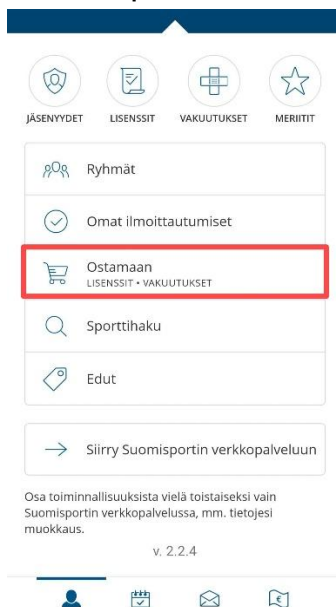 JÄSENYYDET LISENSSIT VAKUUTUKSET MERIITIT
Ryhmät
Omat ilmoittautumiset
Ostamaan
LISENSSIT • VAKUUTUKSET
Sporttihaku
Edut
Siirry Suomisportin verkkopalveluun
Osa toiminnallisuuksista vielä toistaiseksi vain
Suomisportin verkkopalvelussa, mm. tietojesi
muokkaus.
v. 2.2.4